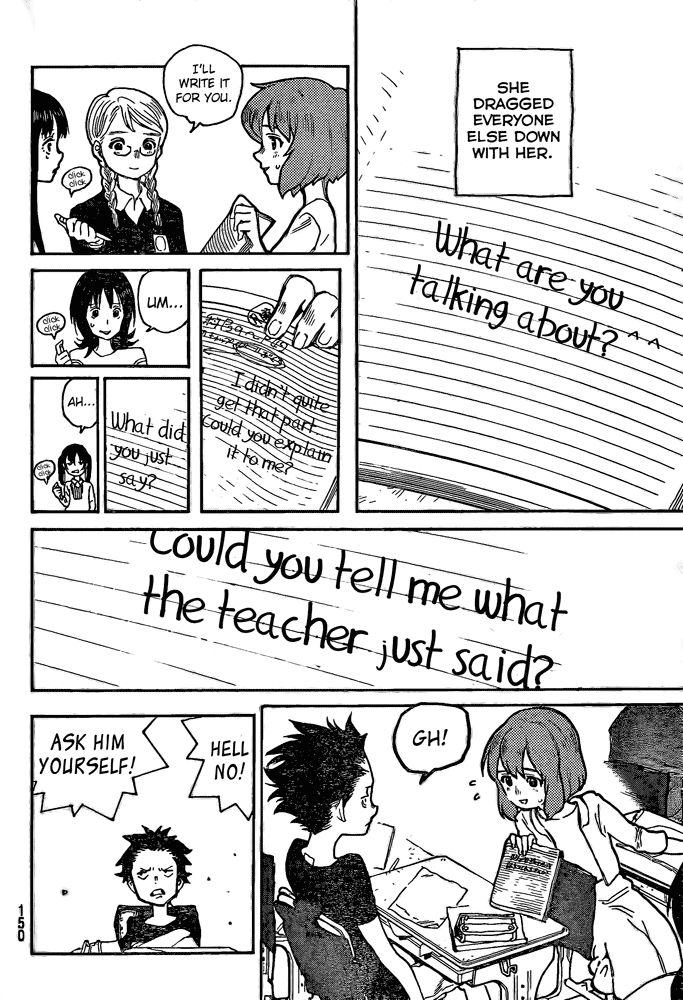 SHE
DRAGGED
EVERYONE
ELSE DOWN
WITH HER.
What are you
talking about? ^^
I'LL
WRITE IT
FOR YOU.
click
click
I didn't quite
get that part
Could you explain
it to me?
UM...
click
click
What did
you just
say?
AH...
click
click
Could you tell me what
the teacher just said?
GH!
HELL
NO!
ASK HIM
YOURSELF!
150